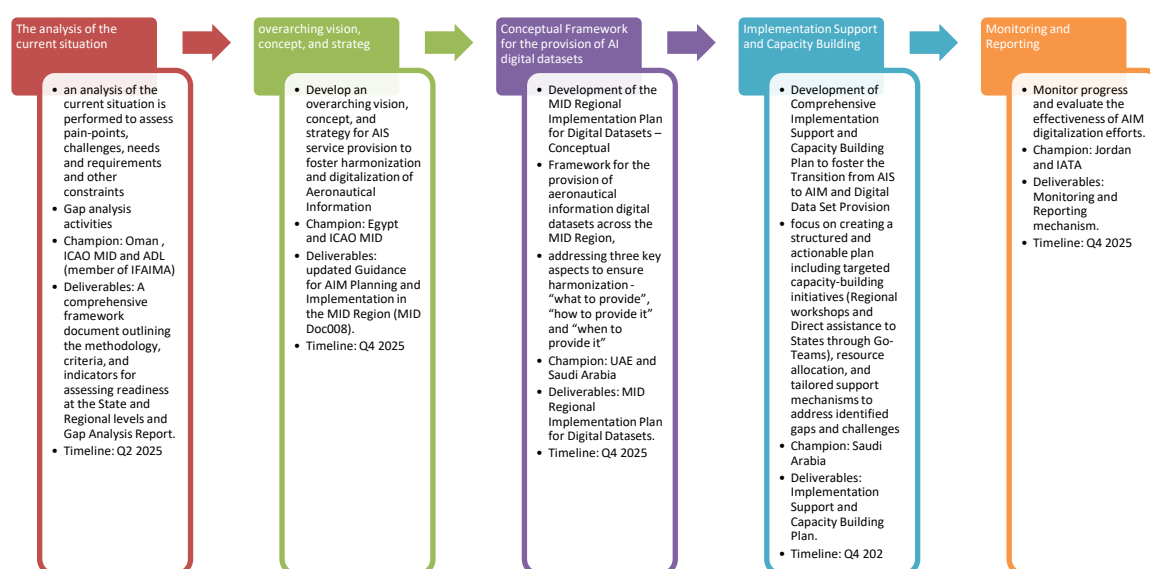 The analysis of the
current situation
• an analysis of the
current situation is
performed to assess
pain-points,
challenges, needs
and requirements
and other
constraints
• Gap analysis
activities
• Champion: Oman ,
ICAO MID and ADL
(member of IFAIMA)
• Deliverables: A
comprehensive
framework
document outlining
the methodology,
criteria, and
indicators for
assessing readiness
at the State and
Regional levels and
Gap Analysis Report.
• Timeline: Q2 2025
overarching vision,
concept, and strateg
• Develop an
overarching vision,
concept, and
strategy for AIS
service provision to
foster harmonization
and digitalization of
Aeronautical
Information
• Champion: Egypt
and ICAO MID
• Deliverables:
updated Guidance
for AIM Planning and
Implementation in
the MID Region (MID
Doc008).
• Timeline: Q4 2025
Conceptual Framework
for the provision of AI
digital datasets
• Development of the
MID Regional
Implementation Plan
for Digital Datasets –
Conceptual
• Framework for the
provision of
aeronautical
information digital
datasets across the
MID Region,
• addressing three key
aspects to ensure
harmonization -
“what to provide”,
“how to provide it”
and “when to
provide it”
• Champion: UAE and
Saudi Arabia
• Deliverables: MID
Regional
Implementation Plan
for Digital Datasets.
• Timeline: Q4 2025
Implementation Support
and Capacity Building
• Development of
Comprehensive
Implementation
Support and
Capacity Building
Plan to foster the
Transition from AIS
to AIM and Digital
Data Set Provision
• focus on creating a
structured and
actionable plan
including targeted
capacity-building
initiatives (Regional
workshops and
Direct assistance to
States through Go-
Teams), resource
allocation, and
tailored support
mechanisms to
address identified
gaps and challenges
• Champion: Saudi
Arabia
• Deliverables:
Implementation
Support and
Capacity Building
Plan.
• Timeline: Q4 202
Monitoring and
Reporting
• Monitor progress
and evaluate the
effectiveness of AIM
digitalization efforts.
• Champion: Jordan
and IATA
• Deliverables:
Monitoring and
Reporting
mechanism.
• Timeline: Q4 2025